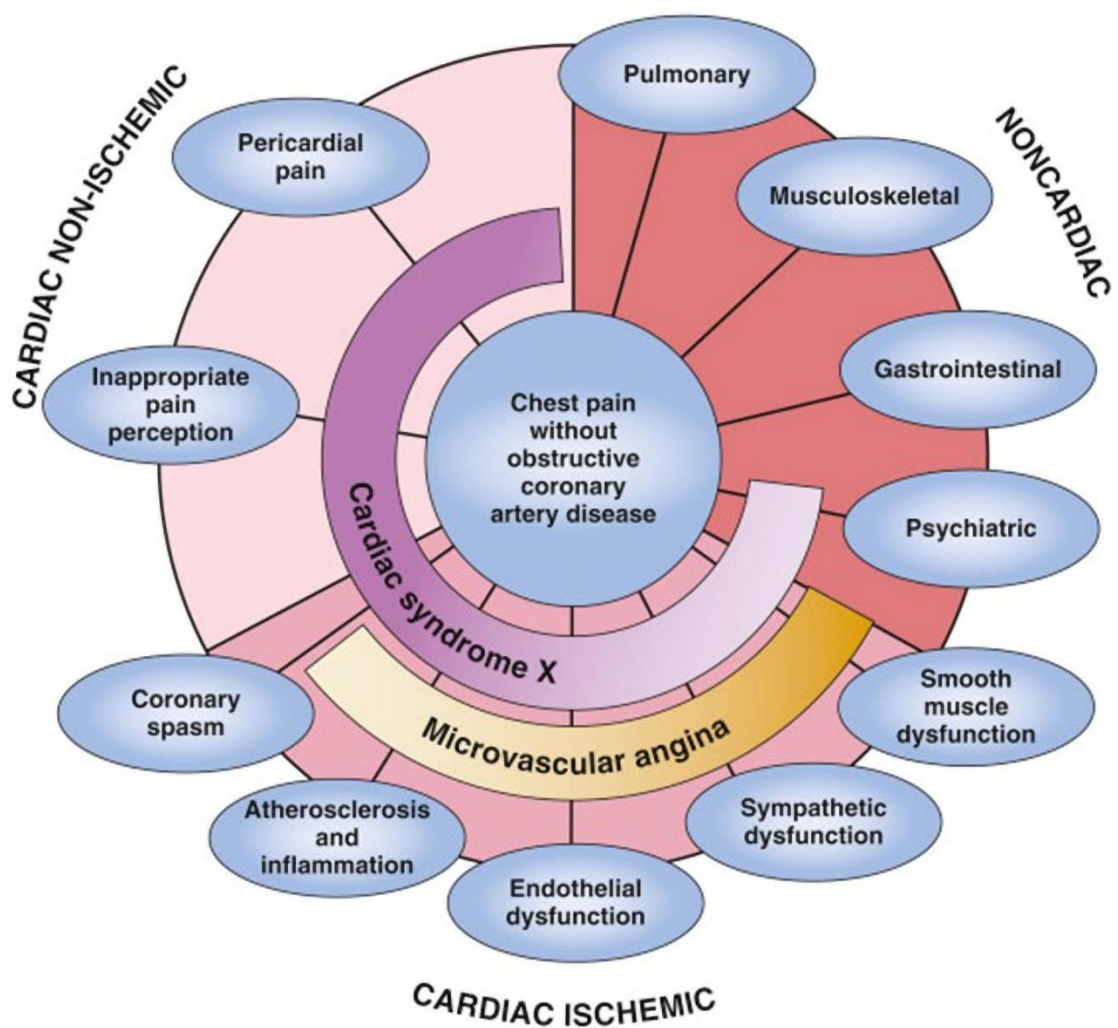 CARDIAC NON-ISCHEMIC
NONCARDIAC
CARDIAC ISCHEMIC
Pulmonary
Musculoskeletal
Gastrointestinal
Psychiatric
Smooth
muscle
dysfunction
Sympathetic
dysfunction
Endothelial
dysfunction
Atherosclerosis
and
inflammation
Coronary
spasm
Inappropriate
pain
perception
Pericardial
pain
Chest pain
without
obstructive
coronary
artery disease
Cardiac syndrome X
Microvascular angina